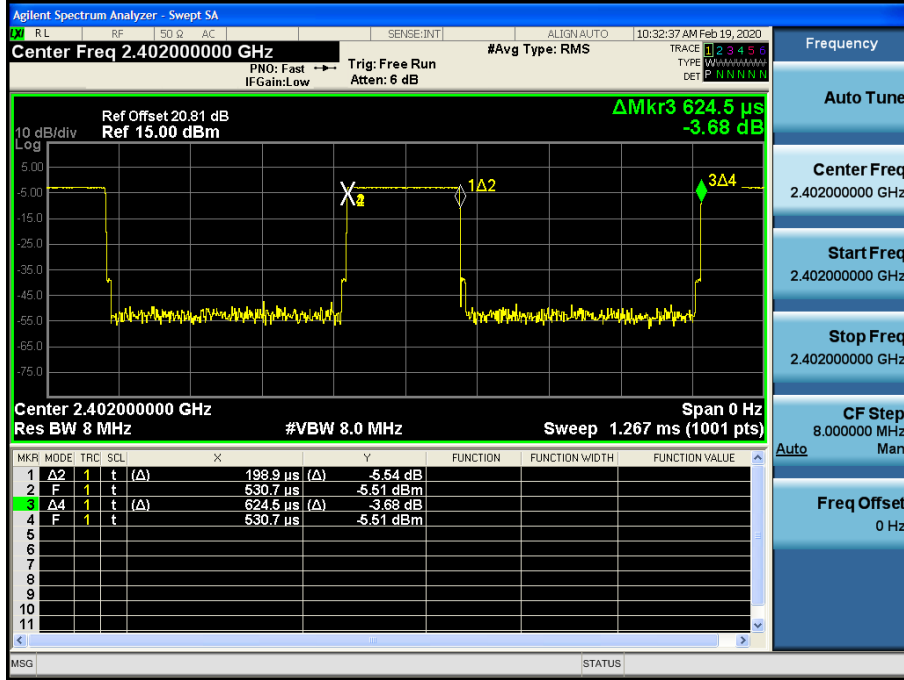 Agilent Spectrum Analyzer - Swept SA
LXI RL RF 50 Ω AC SENSE:INT ALIGN AUTO 10:32:37 AM Feb 19, 2020
Center Freq 2.402000000 GHz #Avg Type: RMS TRACE 1 2 3 4 5 6
PNO: Fast Trig: Free Run TYPE W
IFGain:Low Atten: 6 dB DET P N N N N N
Frequency
Auto Tune
Center Freq
2.402000000 GHz
Start Freq
2.402000000 GHz
Stop Freq
2.402000000 GHz
CF Step
8.000000 MHz
Auto Man
Freq Offset
0 Hz
ΔMkr3 624.5 µs
-3.68 dB
Ref Offset 20.81 dB
10 dB/div Ref 15.00 dBm
Log
5.00
-5.00
-15.0
-25.0
-35.0
-45.0
-55.0
-65.0
-75.0
1Δ2
3Δ4
Center 2.402000000 GHz Span 0 Hz
Res BW 8 MHz #VBW 8.0 MHz Sweep 1.267 ms (1001 pts)
MKR MODE TRC SCL X Y FUNCTION FUNCTION WIDTH FUNCTION VALUE
1 Δ2 1 t (Δ) 198.9 µs (Δ) -5.54 dB
2 F 1 t 530.7 µs -5.51 dBm
3 Δ4 1 t (Δ) 624.5 µs (Δ) -3.68 dB
4 F 1 t 530.7 µs -5.51 dBm
5
6
7
8
9
10
11
MSG STATUS